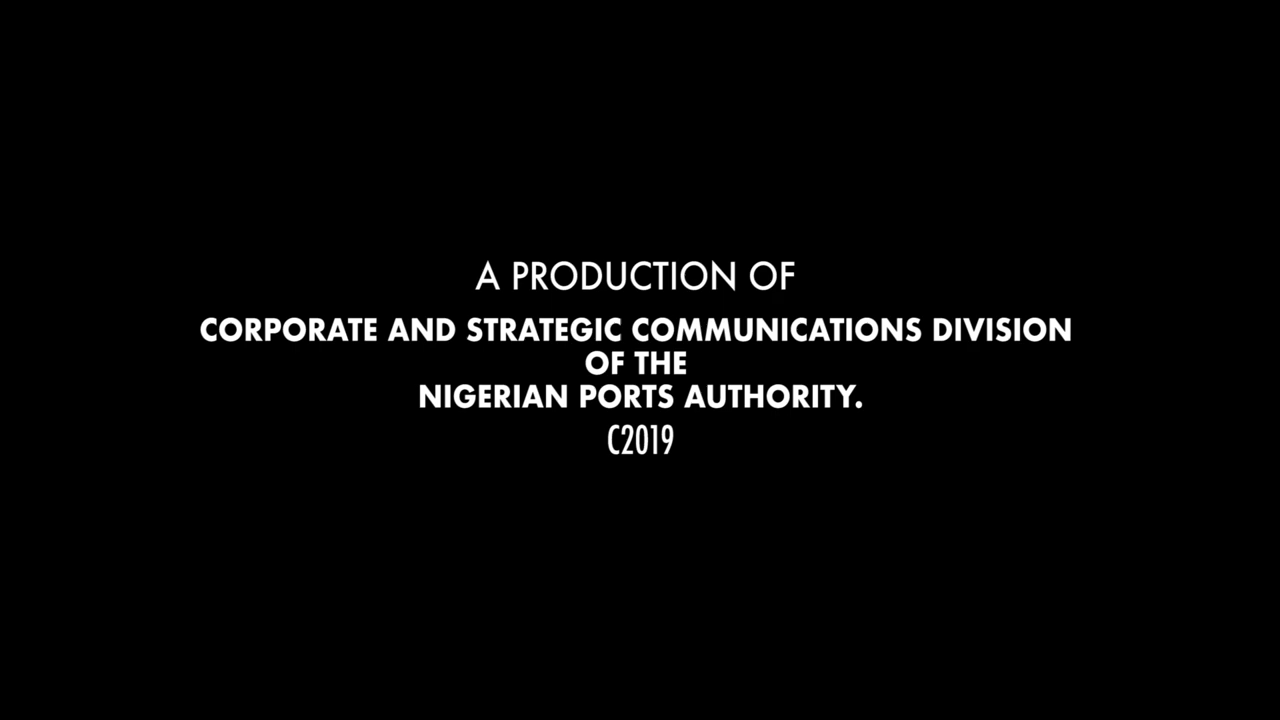 A PRODUCTION OF
CORPORATE AND STRATEGIC COMMUNICATIONS DIVISION
OF THE
NIGERIAN PORTS AUTHORITY.
C2019